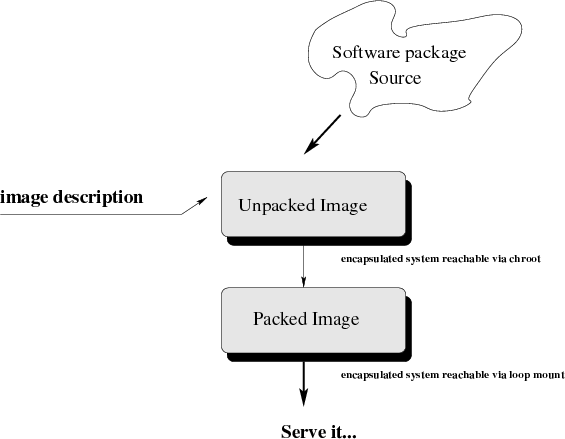 Software package
Source
image description
Unpacked Image
encapsulated system reachable via chroot
Packed Image
encapsulated system reachable via loop mount
Serve it...